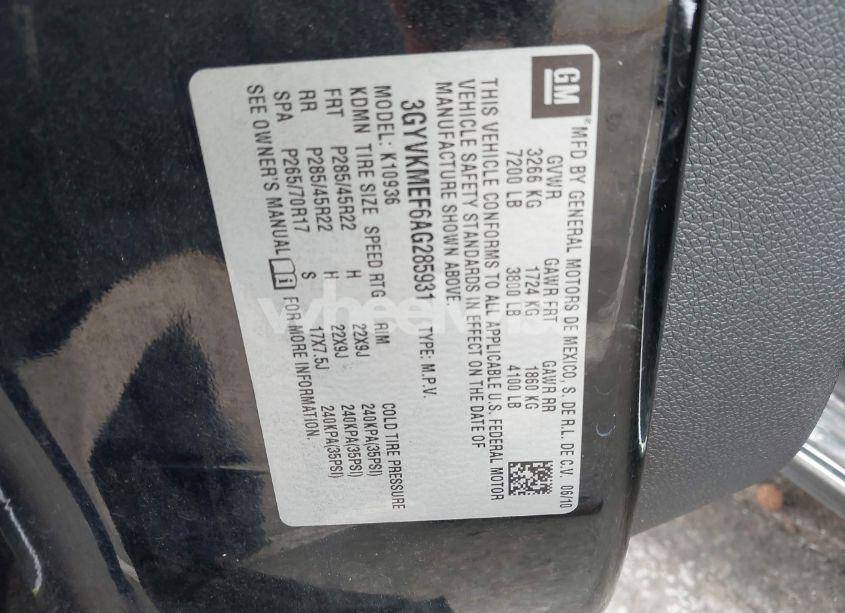 GM
MFD BY GENERAL MOTORS DE MEXICO, S. DE R.L. DE C.V. 06/10
GVWR GAWR FRT GAWR RR
3266 KG 1724 KG 1860 KG
7200 LB 3800 LB 4100 LB
THIS VEHICLE CONFORMS TO ALL APPLICABLE U.S. FEDERAL MOTOR
VEHICLE SAFETY STANDARDS IN EFFECT ON THE DATE OF
MANUFACTURE SHOWN ABOVE.
3GYVKMEF6AG285931 TYPE: M.P.V.
MODEL: K10936
KDMN TIRE SIZE SPEED RTG RIM COLD TIRE PRESSURE
FRT P285/45R22 H 22X9J 240KPA(35PSI)
RR P285/45R22 H 22X9J 240KPA(35PSI)
SPA P265/70R17 S 17X7.5J 240KPA(35PSI)
SEE OWNER'S MANUAL FOR MORE INFORMATION.